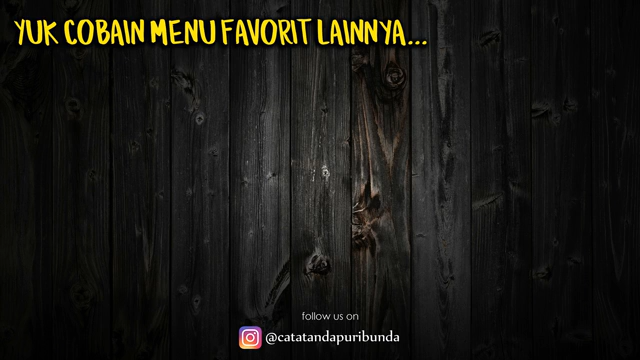 YUK COBAIN MENU FAVORIT LAINNYA...
follow us on
@catatandapuribunda